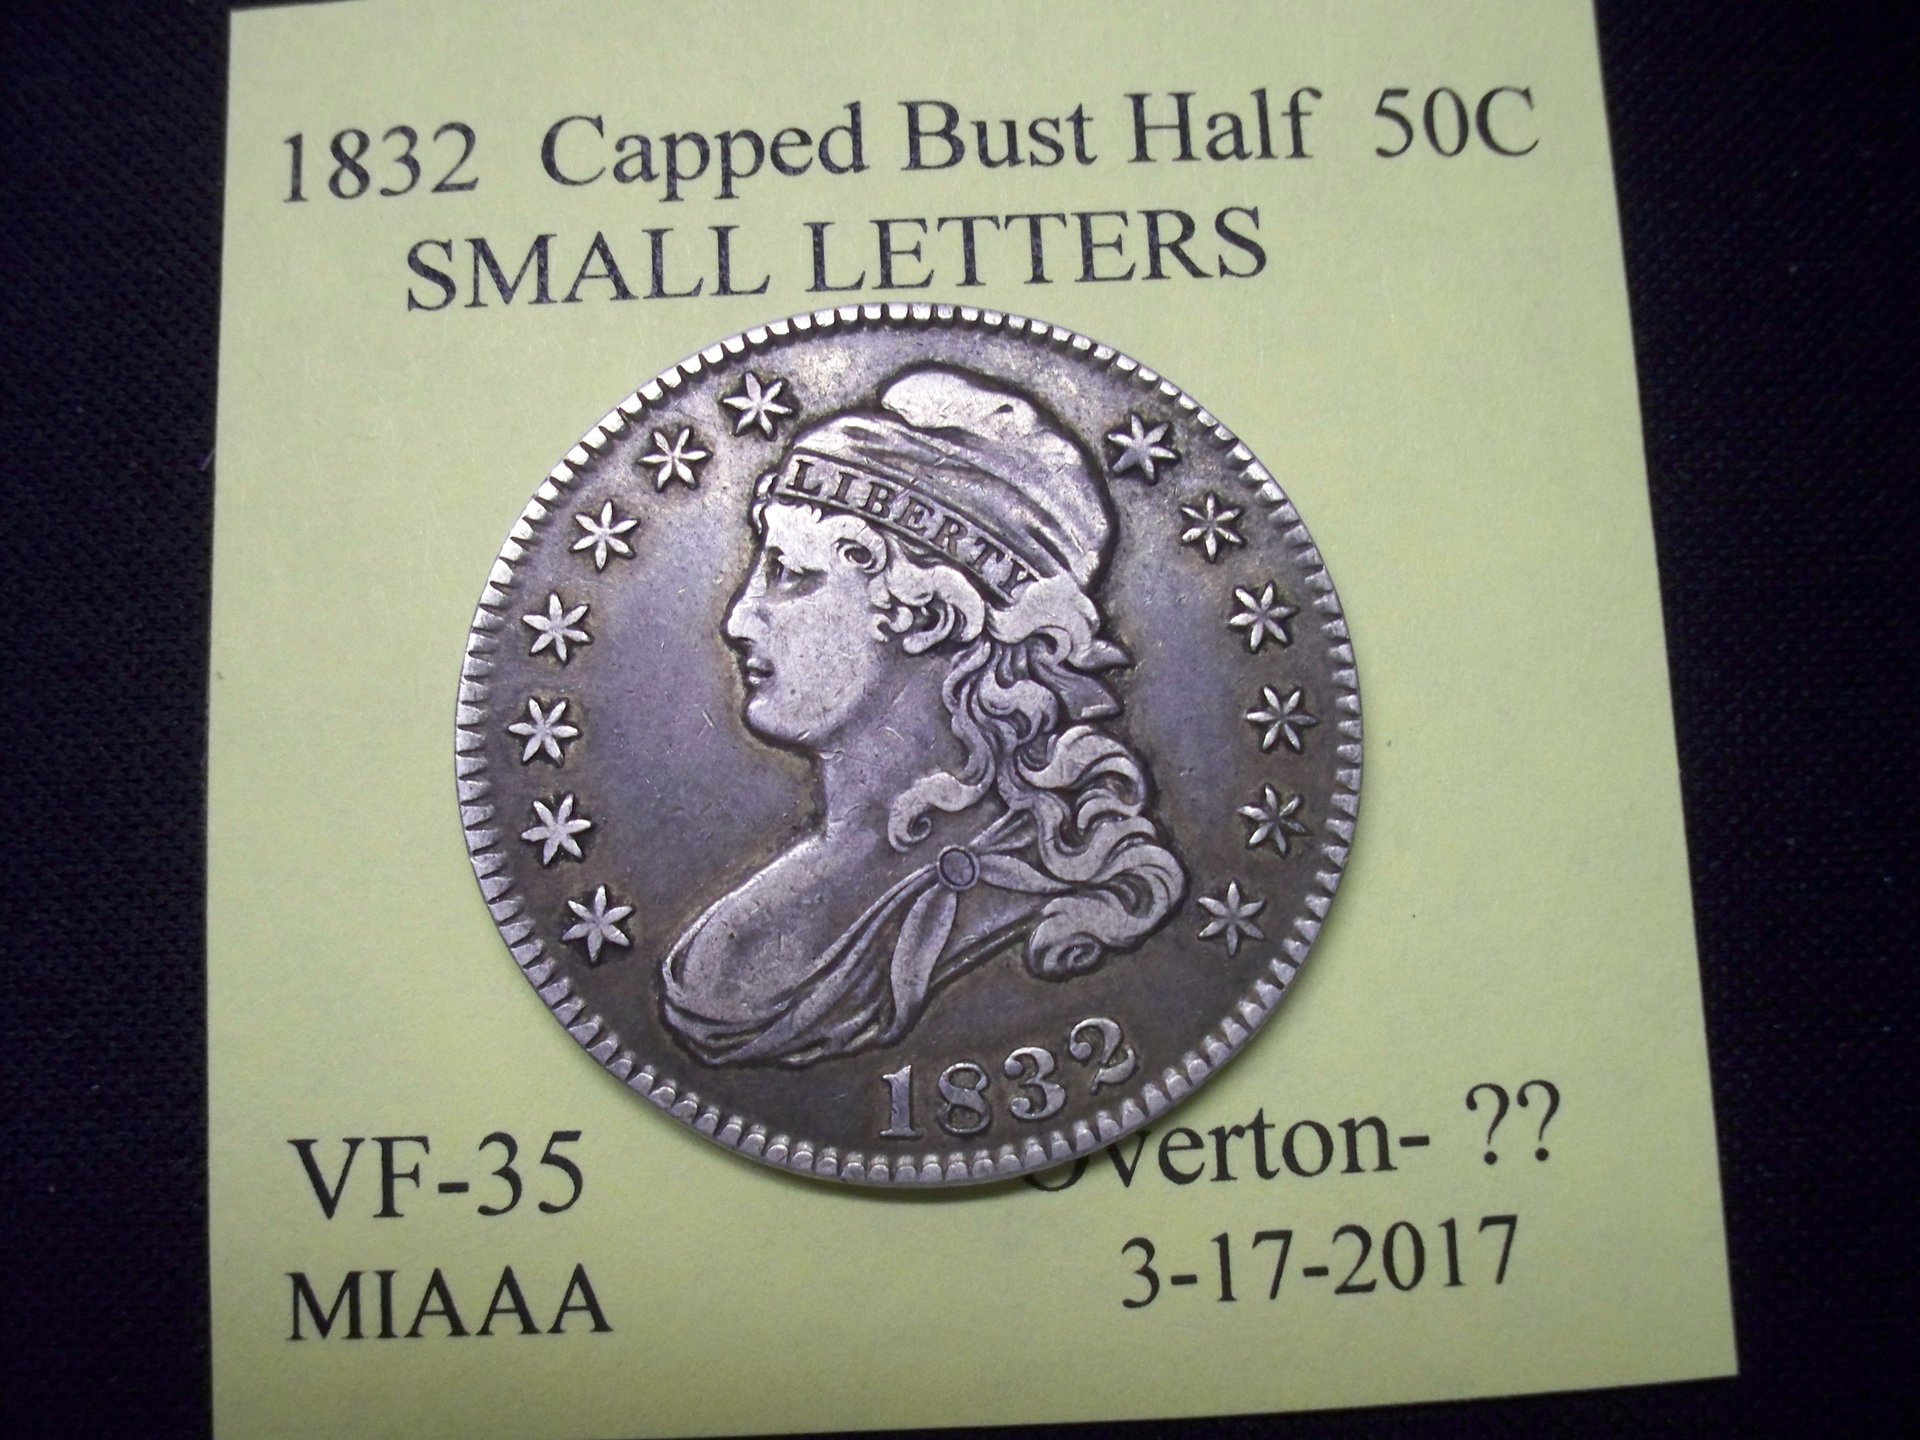 1832 Capped Bust Half 50C
SMALL LETTERS
LIBERTY
1832
VF-35
Overton- ??
MIAAA
3-17-2017